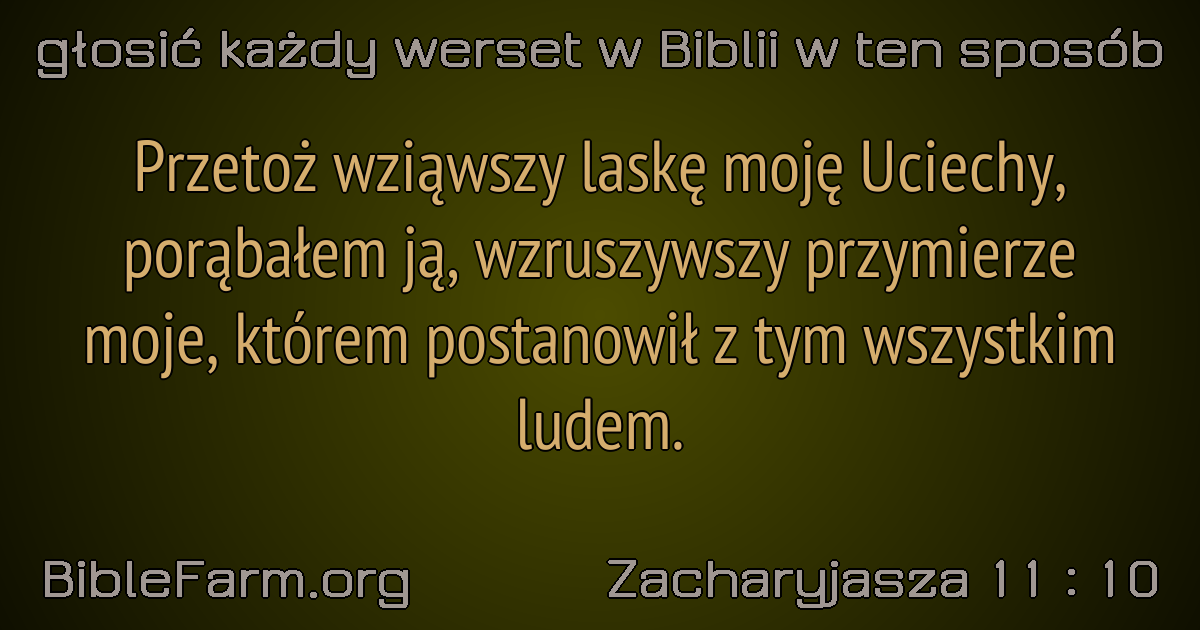 głosić każdy werset w Biblii w ten sposób
Przetoż wziąwszy laskę moję Uciechy,
porąbałem ją, wzruszywszy przymierze
moje, którem postanowił z tym wszystkim
ludem.
BibleFarm.org
Zacharyjasza 11 : 10